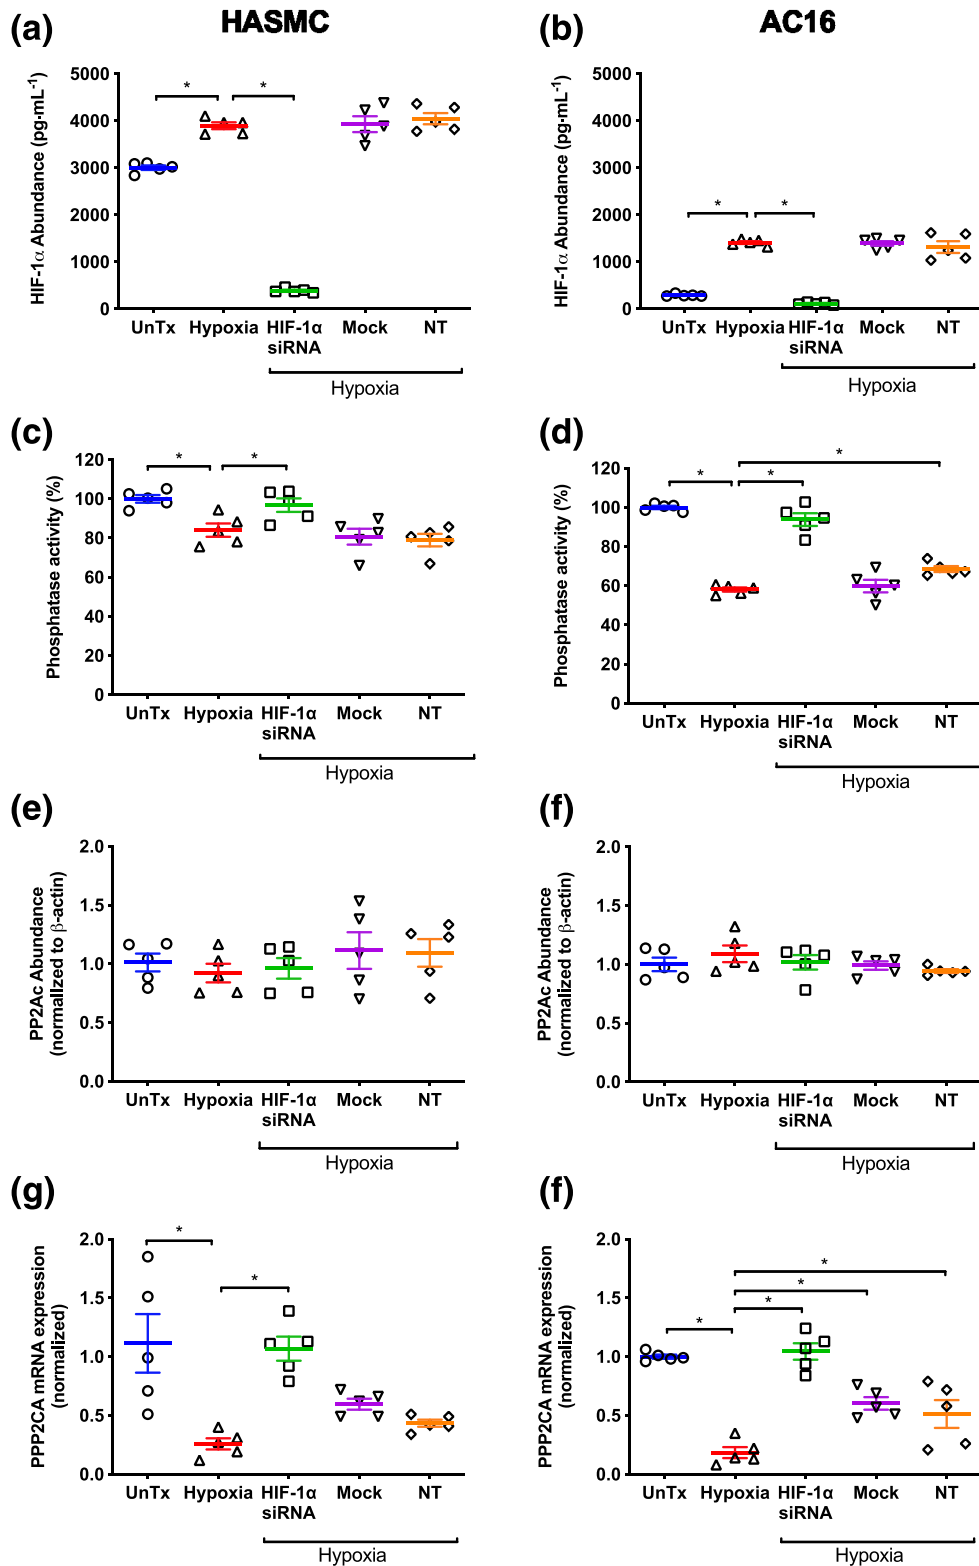 (a) HASMC
HIF-1α Abundance (pg·mL⁻¹)
5000
4000
3000
2000
1000
0
* *
UnTx Hypoxia HIF-1α Mock NT
siRNA
Hypoxia
(b) AC16
HIF-1α Abundance (pg·mL⁻¹)
5000
4000
3000
2000
1000
0
* *
UnTx Hypoxia HIF-1α Mock NT
siRNA
Hypoxia
(c)
Phosphatase activity (%)
120
100
80
60
40
20
0
* *
UnTx Hypoxia HIF-1α Mock NT
siRNA
Hypoxia
(d)
Phosphatase activity (%)
120
100
80
60
40
20
0
*
* *
UnTx Hypoxia HIF-1α Mock NT
siRNA
Hypoxia
(e)
PP2Ac Abundance
(normalized to β-actin)
2.0
1.5
1.0
0.5
0.0
UnTx Hypoxia HIF-1α Mock NT
siRNA
Hypoxia
(f)
PP2Ac Abundance
(normalized to β-actin)
2.0
1.5
1.0
0.5
0.0
UnTx Hypoxia HIF-1α Mock NT
siRNA
Hypoxia
(g)
PPP2CA mRNA expression
(normalized)
2.0
1.5
1.0
0.5
0.0
*
*
UnTx Hypoxia HIF-1α Mock NT
siRNA
Hypoxia
(f)
PPP2CA mRNA expression
(normalized)
2.0
1.5
1.0
0.5
0.0
*
*
*
*
UnTx Hypoxia HIF-1α Mock NT
siRNA
Hypoxia